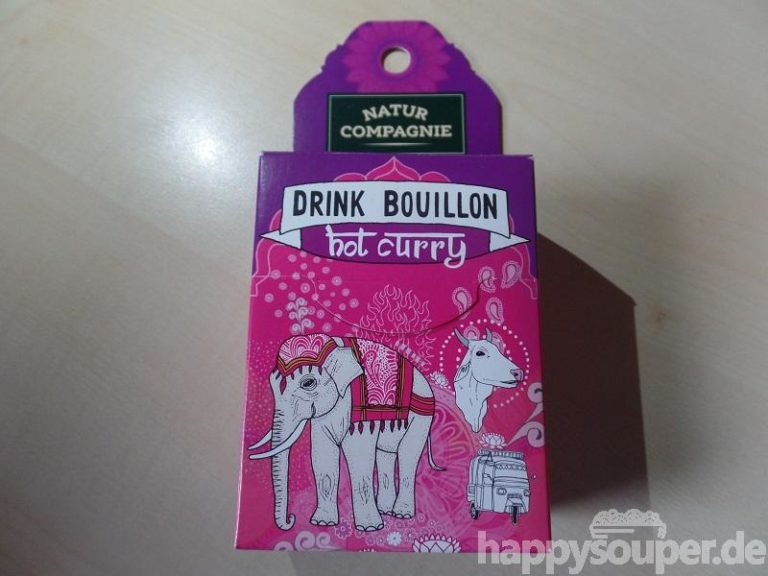 NATUR
COMPAGNIE
DRINK BOUILLON
hot curry
happysouper.de